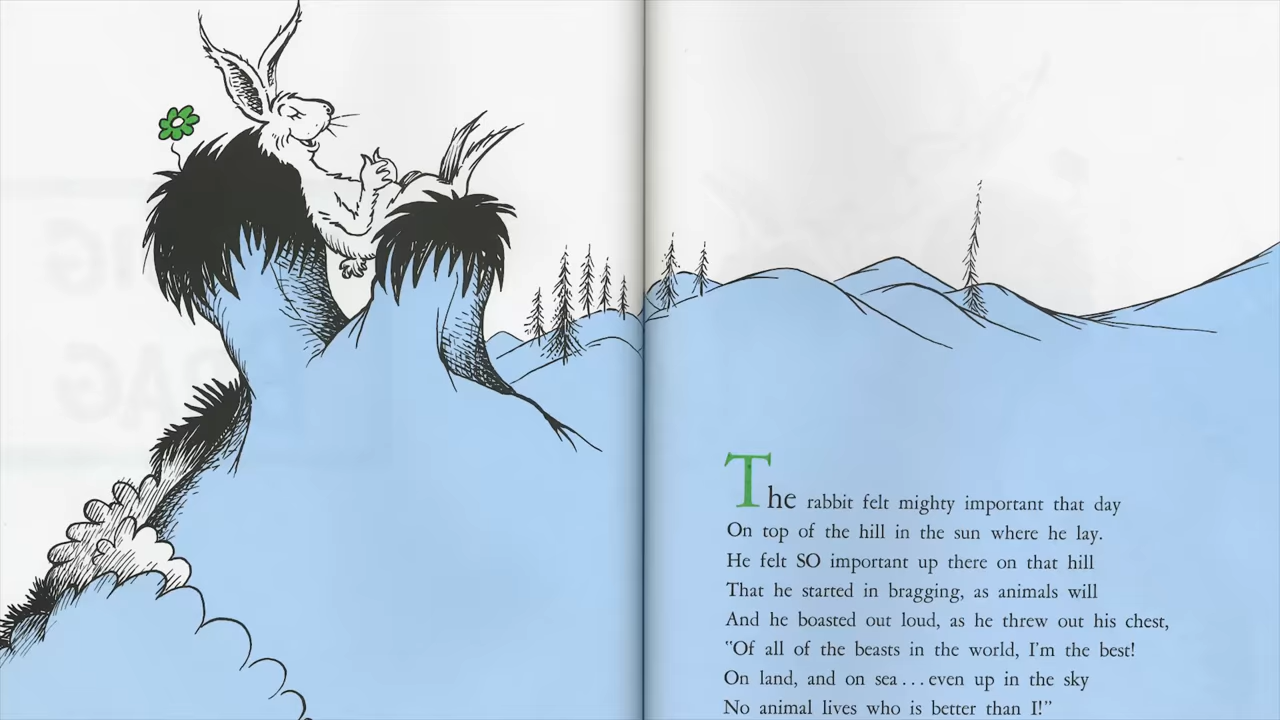 The rabbit felt mighty important that day
On top of the hill in the sun where he lay.
He felt SO important up there on that hill
That he started in bragging, as animals will
And he boasted out loud, as he threw out his chest,
“Of all of the beasts in the world, I'm the best!
On land, and on sea...even up in the sky
No animal lives who is better than I!”